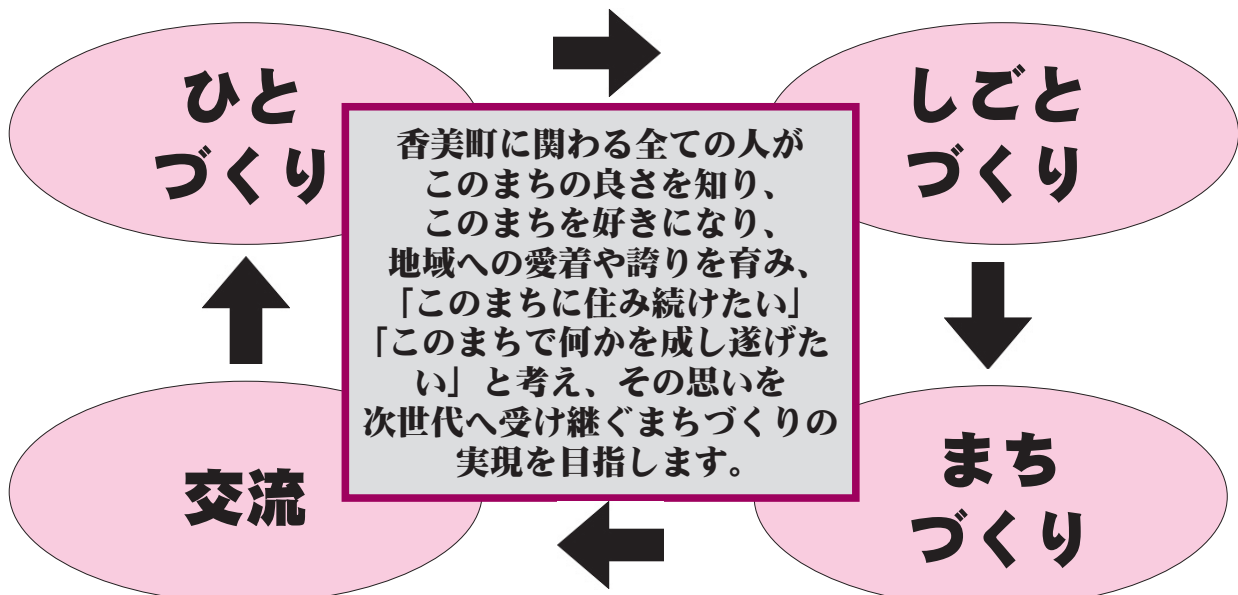 ひと
づくり
しごと
づくり
香美町に関わる全ての人が
このまちの良さを知り、
このまちを好きになり、
地域への愛着や誇りを育み、
「このまちに住み続けたい」
「このまちで何かを成し遂げた
い」と考え、その思いを
次世代へ受け継ぐまちづくりの
実現を目指します。
交流
まち
づくり